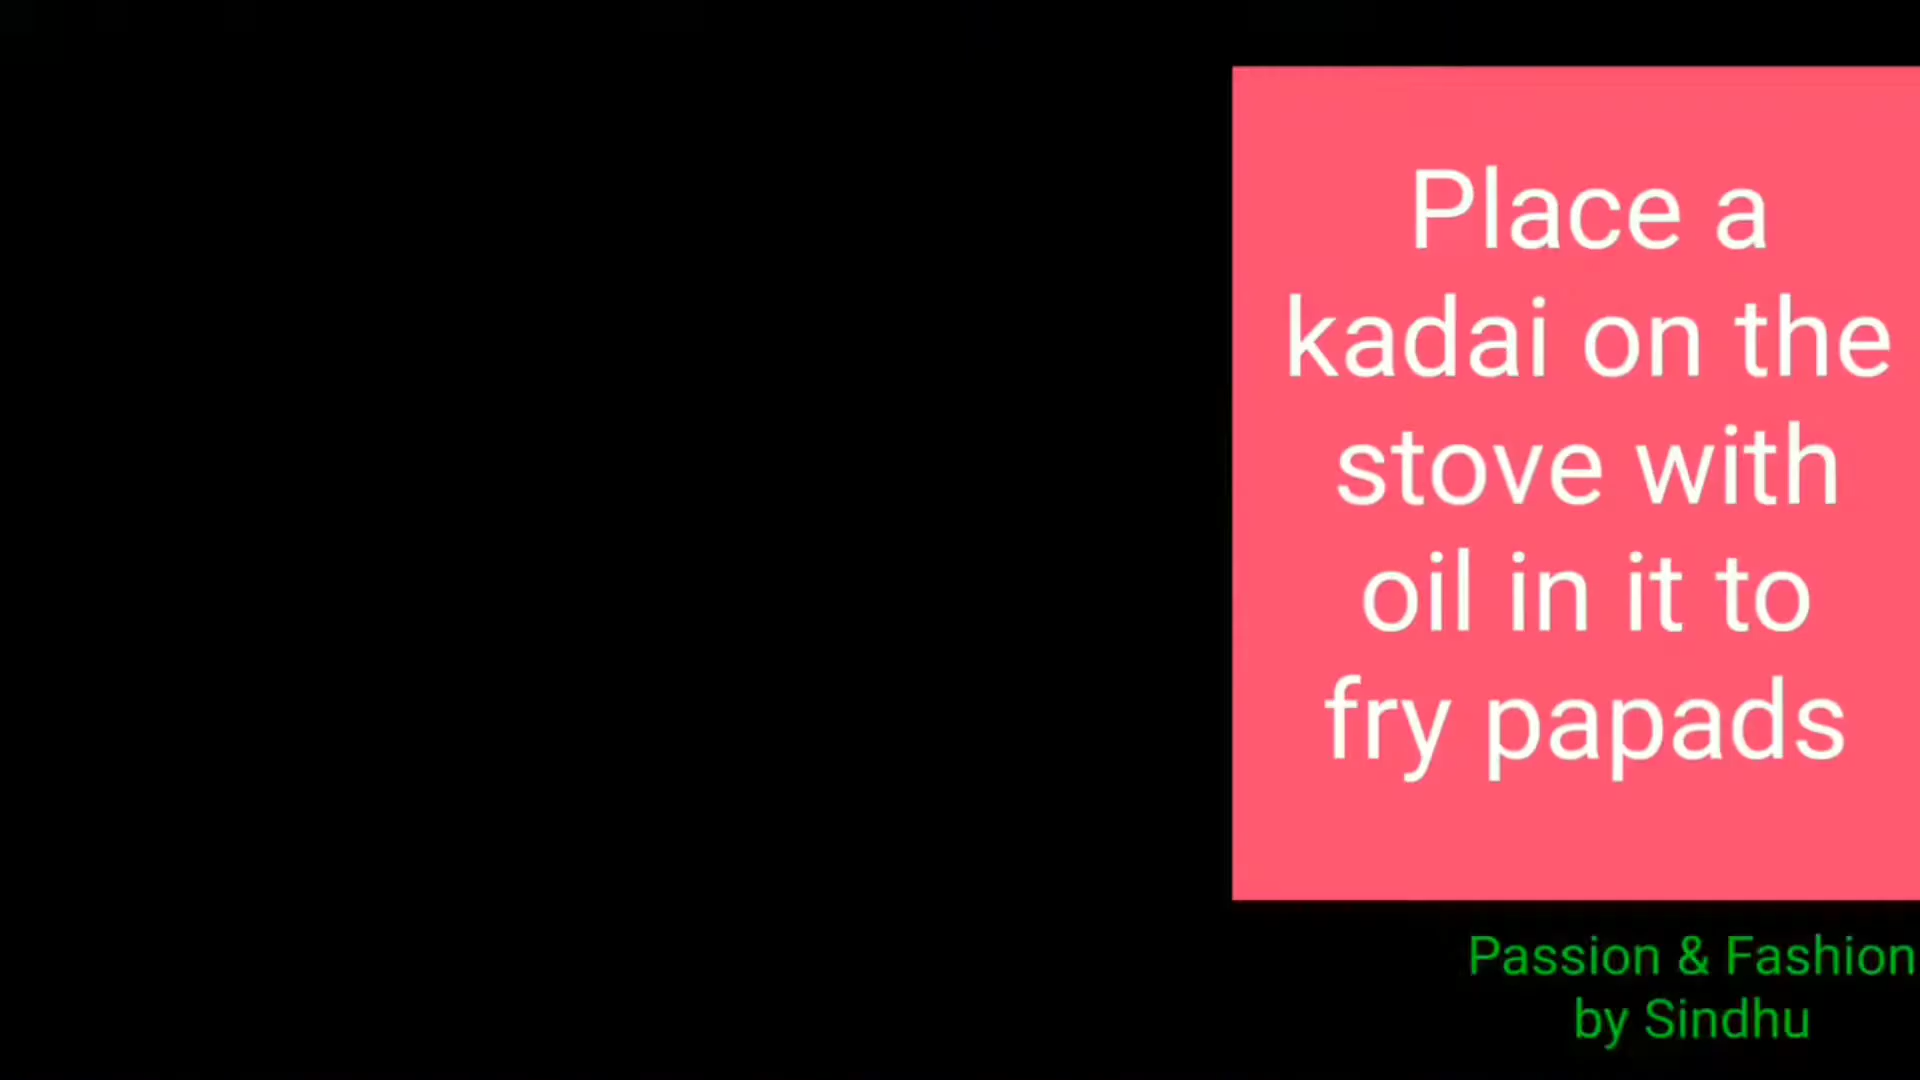 Place a
kadai on the
stove with
oil in it to
fry papads
Passion & Fashion
by Sindhu